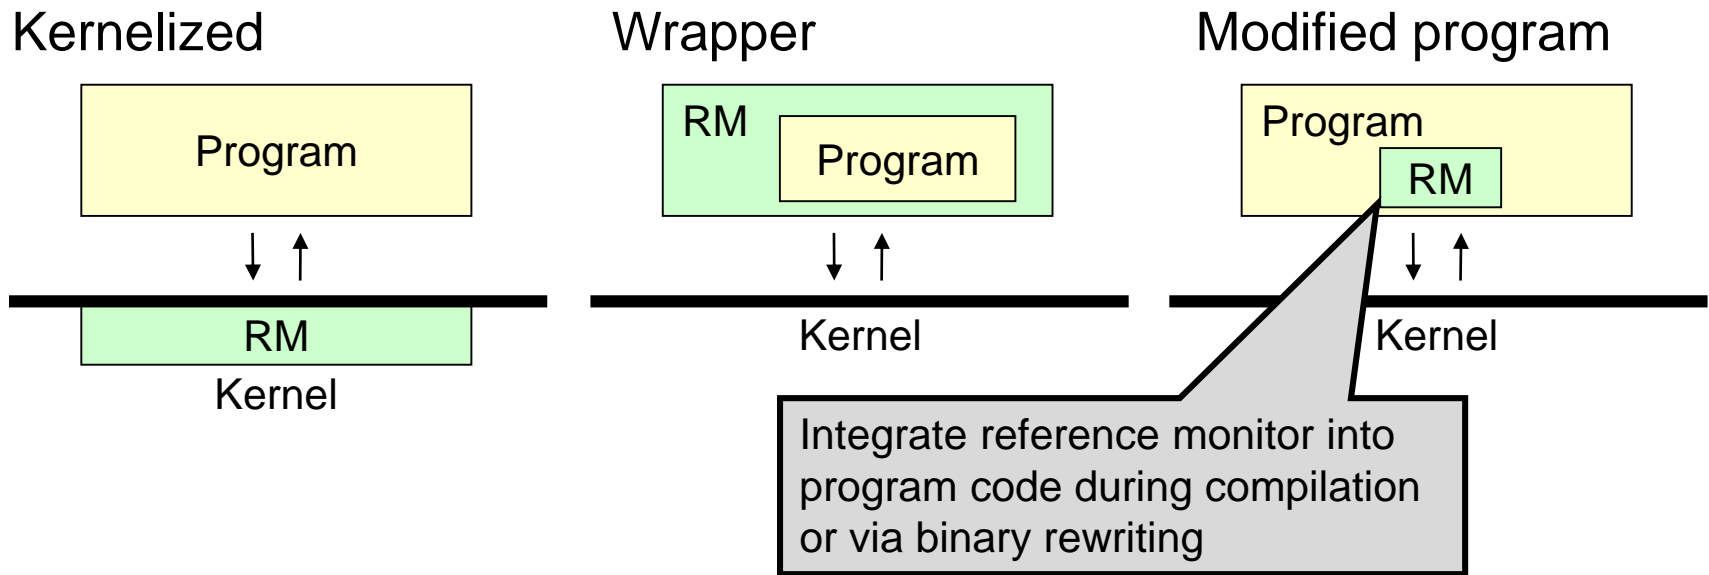 Kernelized
Wrapper
Modified program
Program
RM
Program
Program
RM
RM
Kernel
Kernel
Kernel
Integrate reference monitor into
program code during compilation
or via binary rewriting